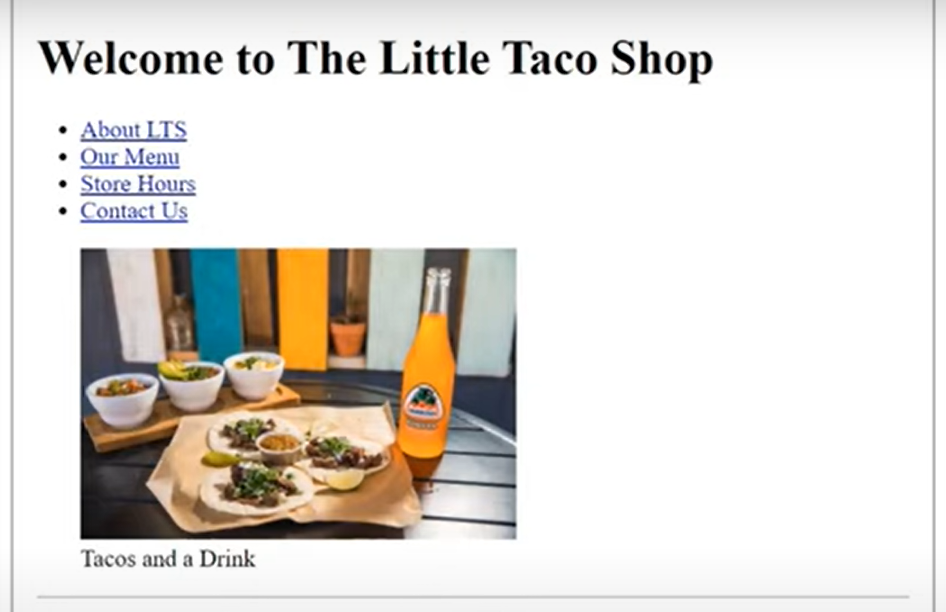 Welcome to The Little Taco Shop
About LTS
Our Menu
Store Hours
Contact Us
Tacos and a Drink